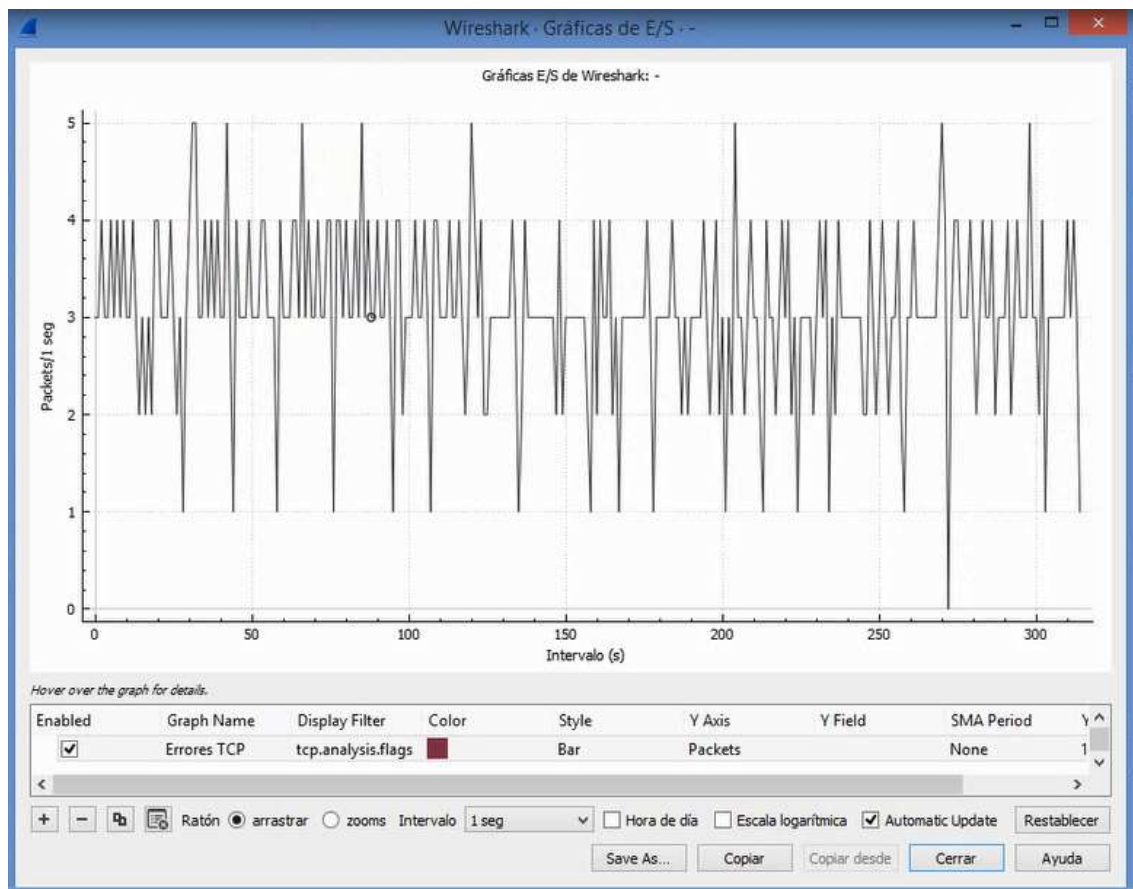 Wireshark · Gráficas de E/S · -
Gráficas E/S de Wireshark: -
5
4
3
2
1
0
Packets/1 seg
0 50 100 150 200 250 300
Intervalo (s)
Hover over the graph for details.
Enabled Graph Name Display Filter Color Style Y Axis Y Field SMA Period Y
Errores TCP tcp.analysis.flags Bar Packets None 1
Ratón arrastrar zooms Intervalo 1 seg Hora de día Escala logarítmica Automatic Update Restablecer
Save As... Copiar Copiar desde Cerrar Ayuda